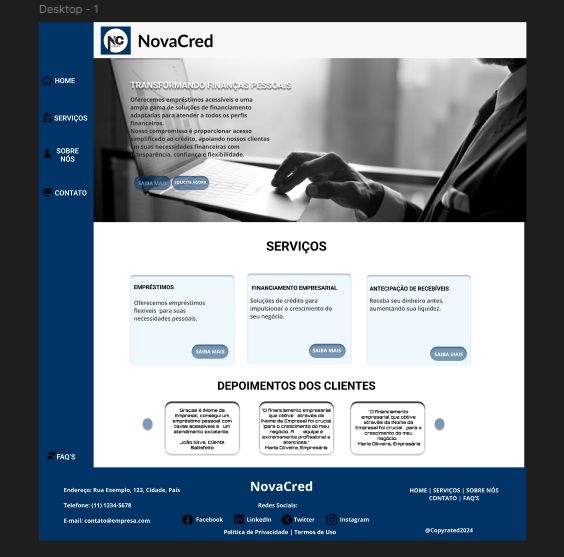 Desktop - 1
NC
NovaCred
HOME
SERVIÇOS
SOBRE
NÓS
CONTATO
FAQ'S
TRANSFORMANDO FINANÇAS PESSOAIS
Oferecemos empréstimos acessíveis e uma
ampla gama de soluções de financiamento
adaptadas para atender a todos os perfis
financeiros.
Nosso compromisso é proporcionar acesso
simplificado ao crédito, apoiando nossos clientes
em suas necessidades financeiras com
transparência, confiança e flexibilidade.
SAIBA MAIS
SOLICITE AGORA
SERVIÇOS
EMPRÉSTIMOS
Oferecemos empréstimos
flexíveis para suas
necessidades pessoais.
SAIBA MAIS
FINANCIAMENTO EMPRESARIAL
Soluções de crédito para
impulsionar o crescimento do
seu negócio.
SAIBA MAIS
ANTECIPAÇÃO DE RECEBÍVEIS
Receba seu dinheiro antes,
aumentando sua liquidez.
SAIBA MAIS
DEPOIMENTOS DOS CLIENTES
Graças à [Nome da
Empresa], consegui um
empréstimo pessoal com
taxas acessíveis e um
atendimento excelente.
João Silva, Cliente
Satisfeito
"O financiamento empresarial
que obtive através da
[Nome da Empresa] foi crucial
para o crescimento do meu
negócio. A equipe é
extremamente profissional e
atenciosa."
Maria Oliveira, Empresária
"O financiamento
empresarial que obtive
através da [Nome da
Empresa] foi crucial para o
crescimento do meu
negócio.
Maria Oliveira, Empresária
Endereço: Rua Exemplo, 123, Cidade, País
Telefone: (11) 1234-5678
E-mail: contato@empresa.com
NovaCred
Redes Sociais:
Facebook
LinkedIn
Twitter
Instagram
Política de Privacidade | Termos de Uso
HOME | SERVIÇOS | SOBRE NÓS
CONTATO | FAQ'S
@Copyrated2024